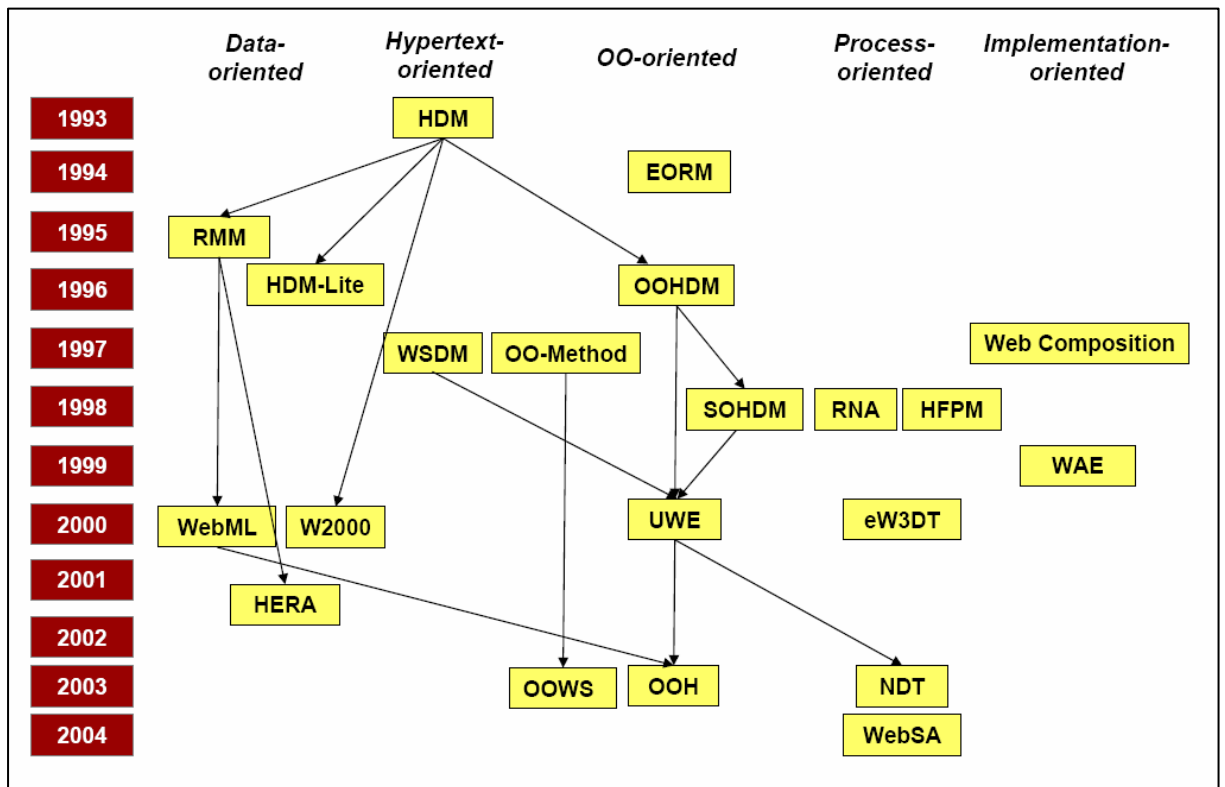 Data-
oriented
Hypertext-
oriented
OO-oriented
Process-
oriented
Implementation-
oriented
1993
HDM
1994
EORM
1995
RMM
1996
HDM-Lite
OOHDM
1997
WSDM
OO-Method
Web Composition
1998
SOHDM
RNA
HFPM
1999
WAE
2000
WebML
W2000
UWE
eW3DT
2001
HERA
2002
2003
OOWS
OOH
NDT
2004
WebSA